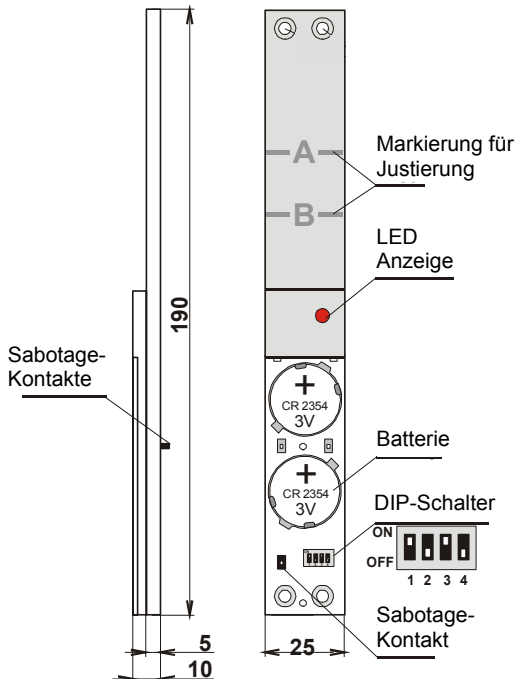 A
Markierung für
Justierung
B
LED
Anzeige
190
Sabotage-
Kontakte
+
CR 2354
3V
Batterie
+
CR 2354
3V
DIP-Schalter
ON
OFF
1 2 3 4
Sabotage-
Kontakt
5
25
10